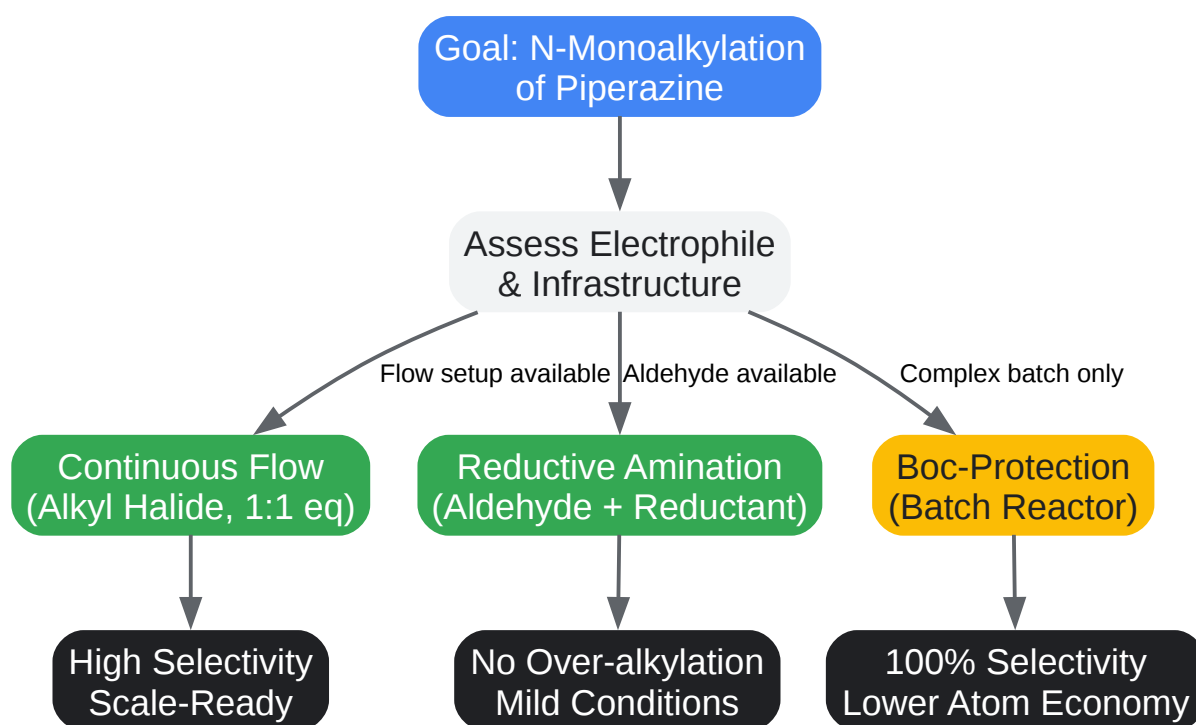 Goal: N-Monoalkylation
of Piperazine
Assess Electrophile
& Infrastructure
Flow setup available
Aldehyde available
Complex batch only
Continuous Flow
(Alkyl Halide, 1:1 eq)
Reductive Amination
(Aldehyde + Reductant)
Boc-Protection
(Batch Reactor)
High Selectivity
Scale-Ready
No Over-alkylation
Mild Conditions
100% Selectivity
Lower Atom Economy